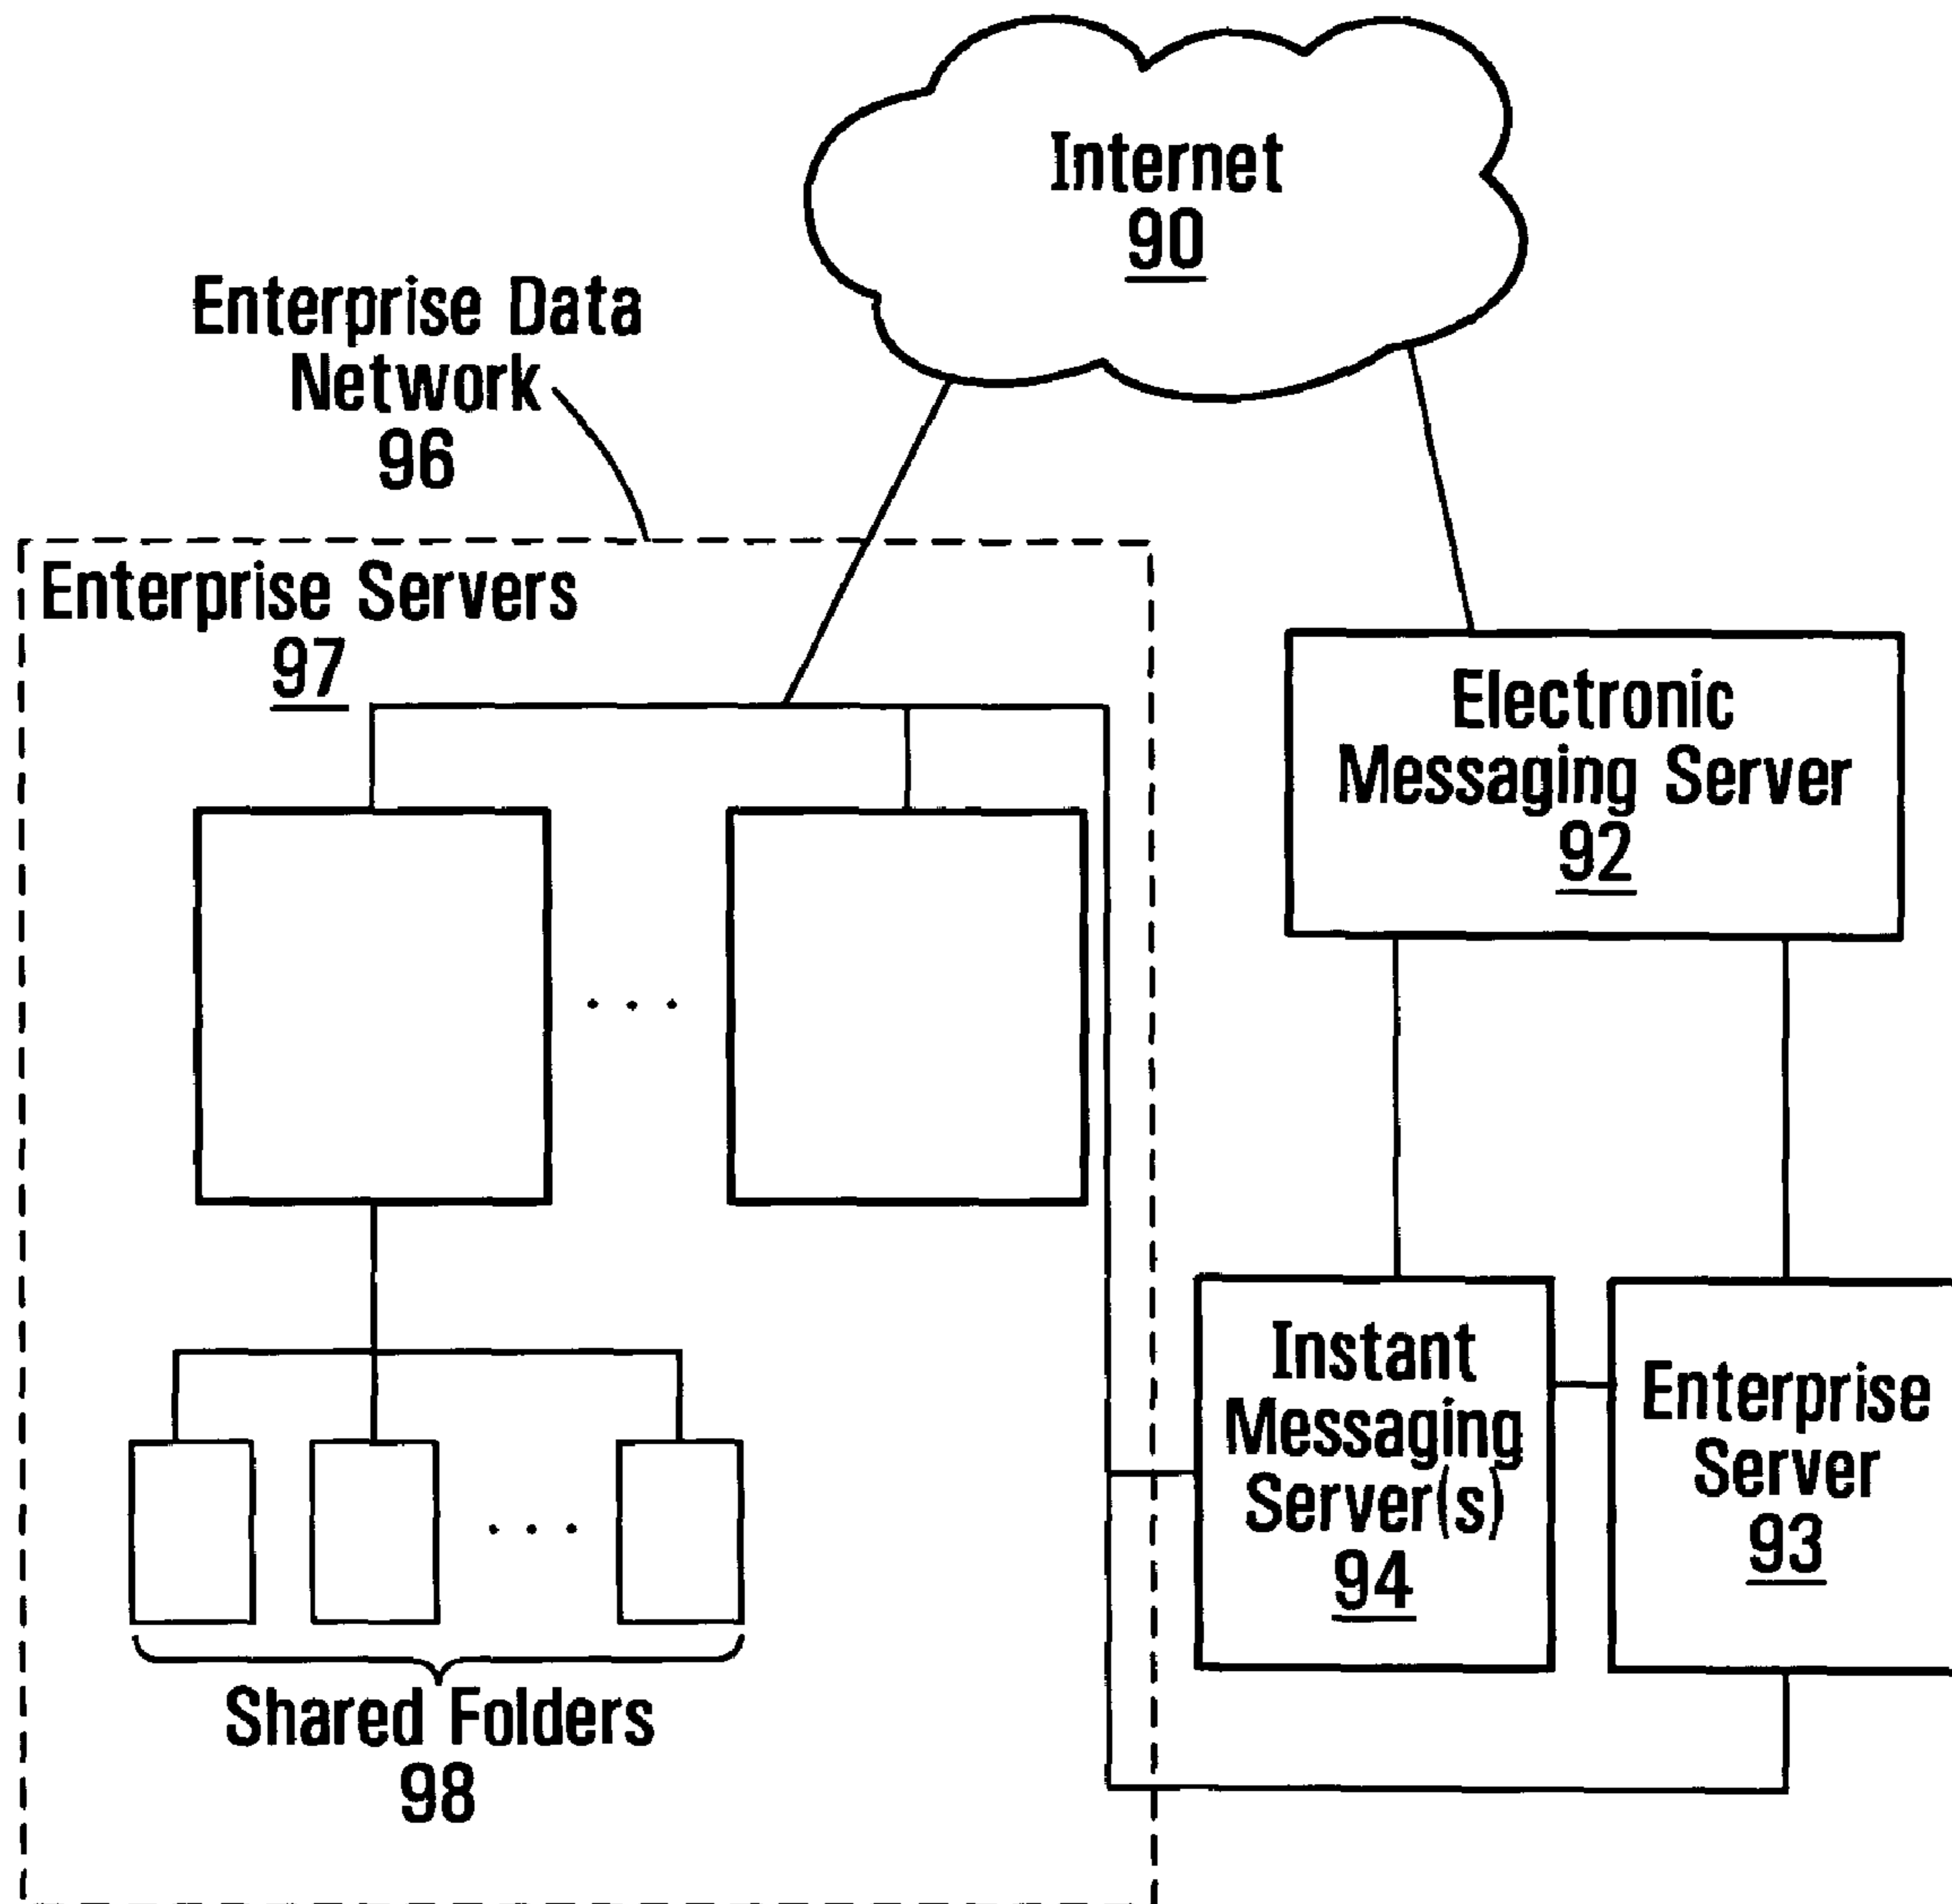 Internet
90
Enterprise Data
Network
96
Enterprise Servers
97
Electronic
Messaging Server
92
Instant
Messaging
Server(s)
94
Enterprise
Server
93
Shared Folders
98